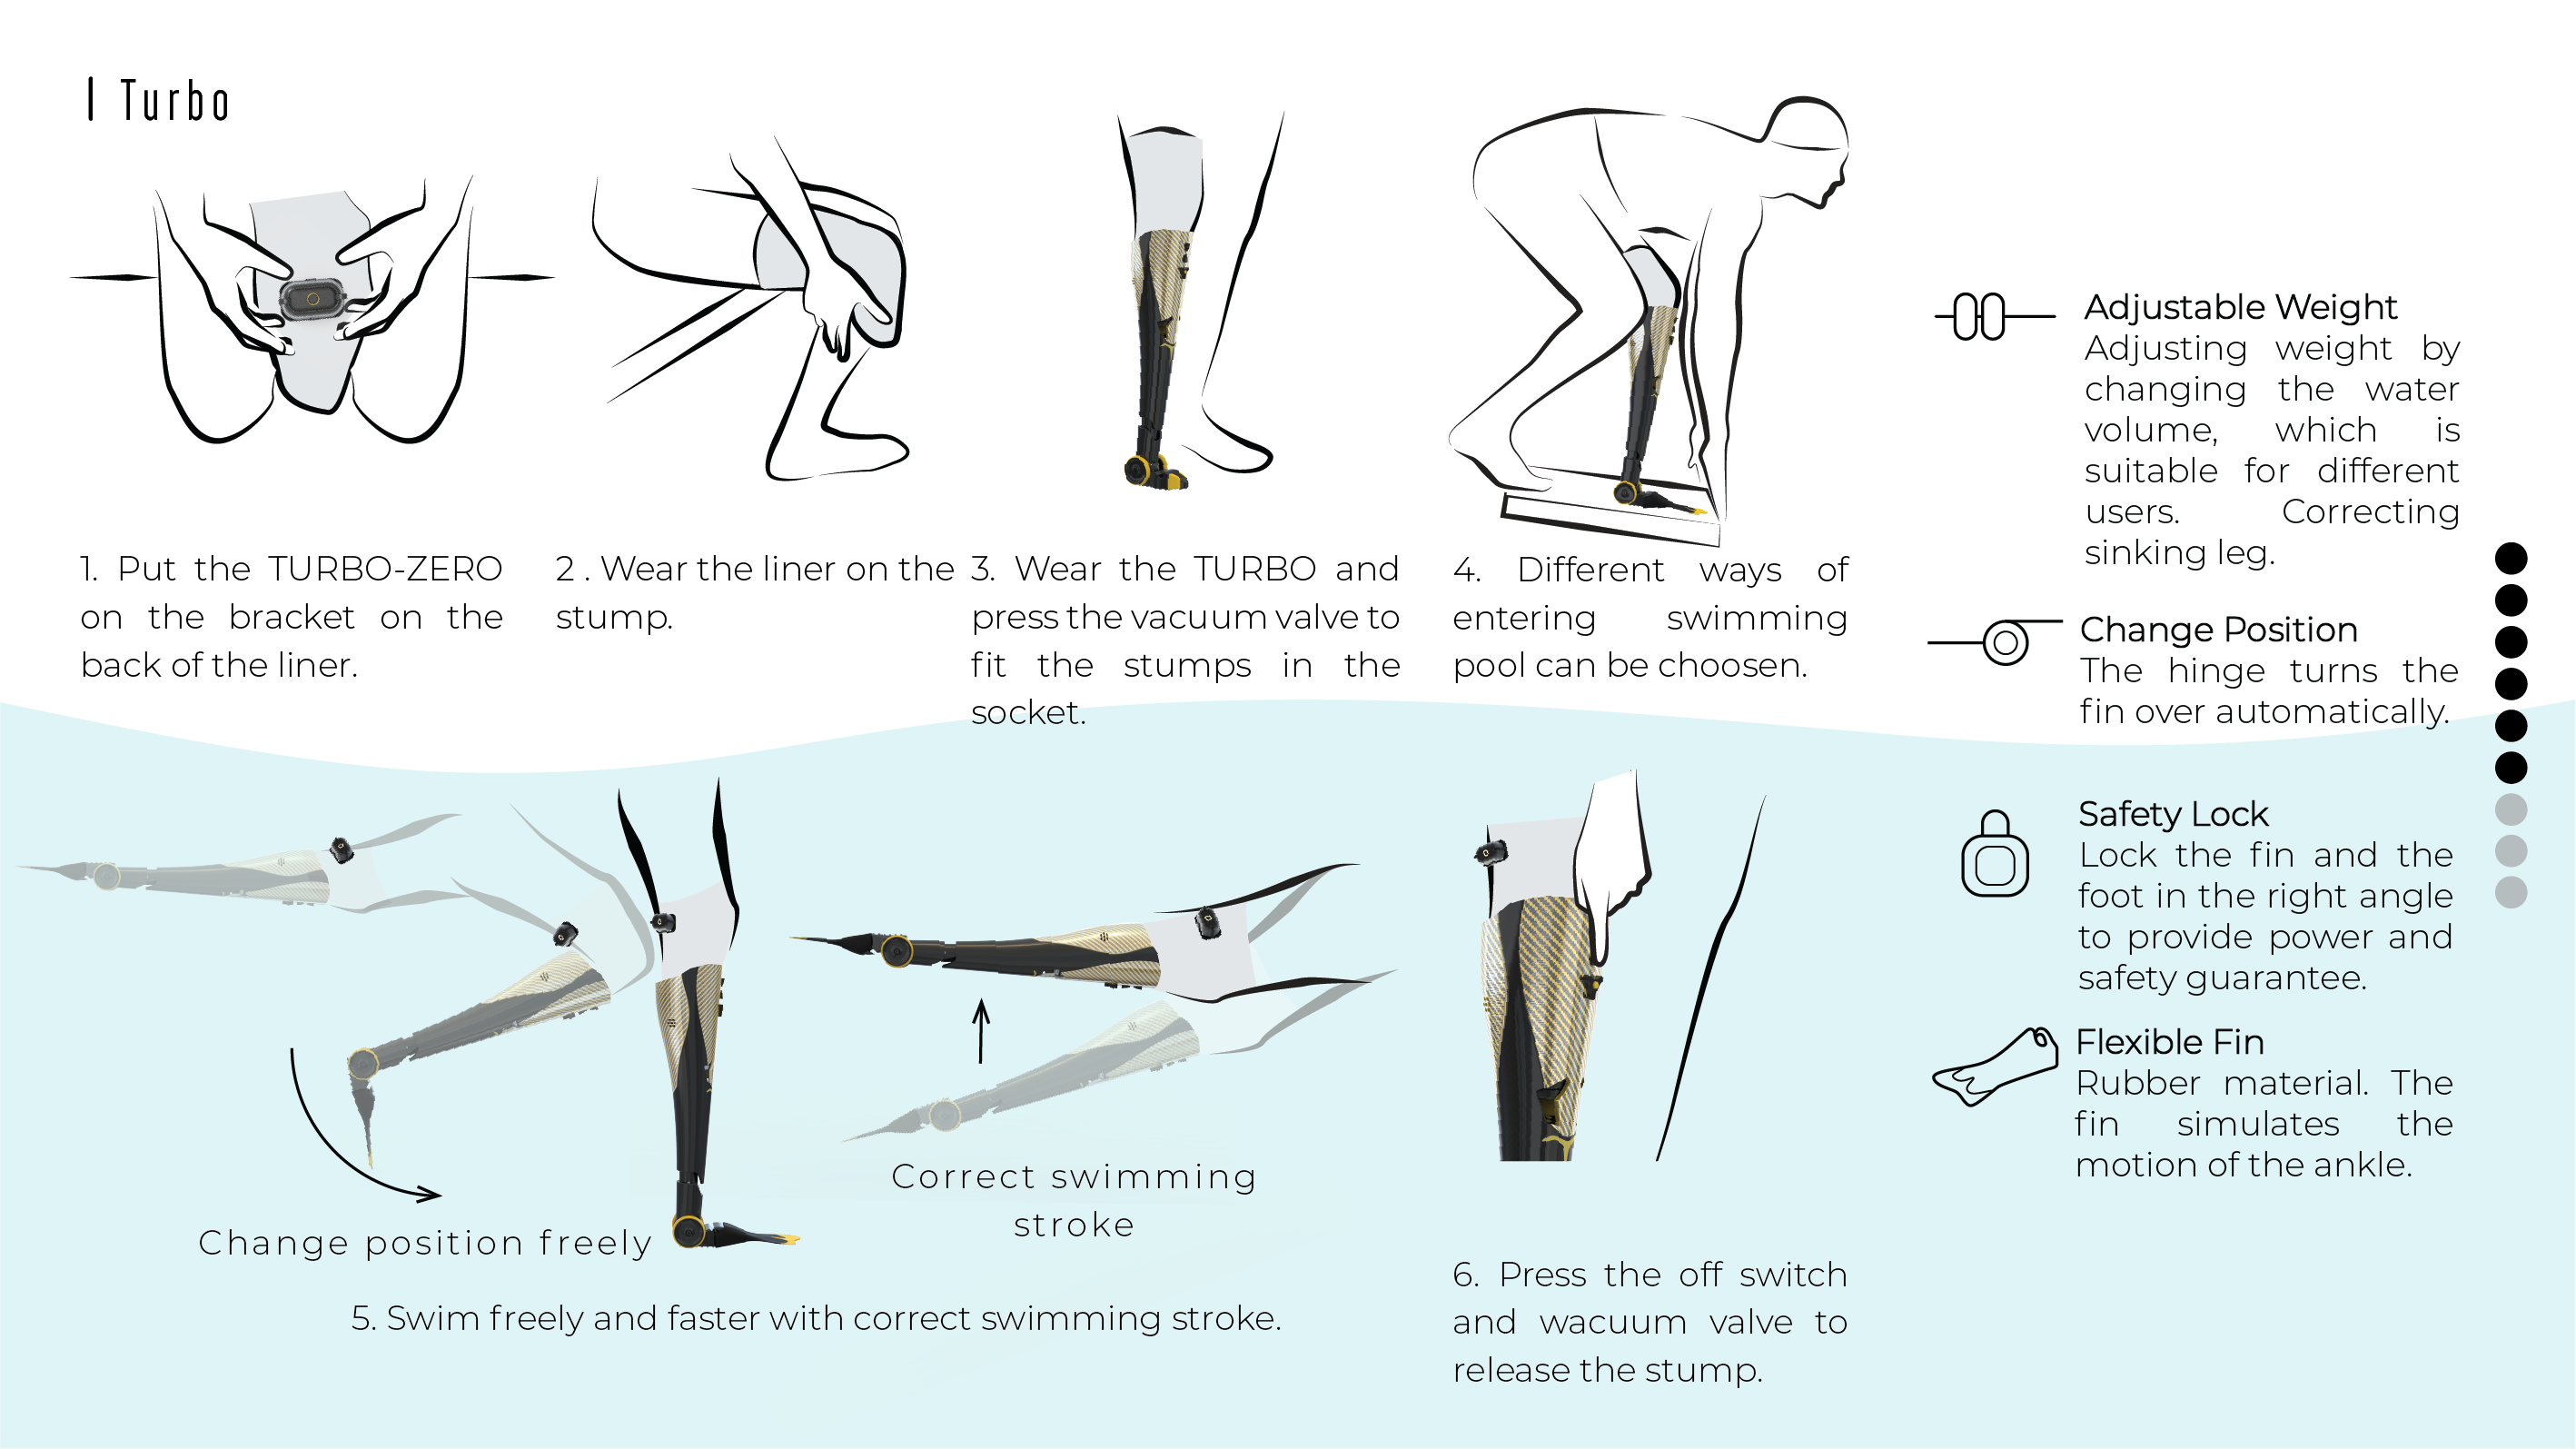 | Turbo
1. Put the TURBO-ZERO
on the bracket on the
back of the liner.
2 . Wear the liner on the
stump.
3. Wear the TURBO and
press the vacuum valve to
fit the stumps in the
socket.
4. Different ways of
entering swimming
pool can be choosen.
Adjustable Weight
Adjusting weight by
changing the water
volume, which is
suitable for different
users. Correcting
sinking leg.
Change Position
The hinge turns the
fin over automatically.
Safety Lock
Lock the fin and the
foot in the right angle
to provide power and
safety guarantee.
Flexible Fin
Rubber material. The
fin simulates the
motion of the ankle.
Change position freely
Correct swimming
stroke
5. Swim freely and faster with correct swimming stroke.
6. Press the off switch
and wacuum valve to
release the stump.